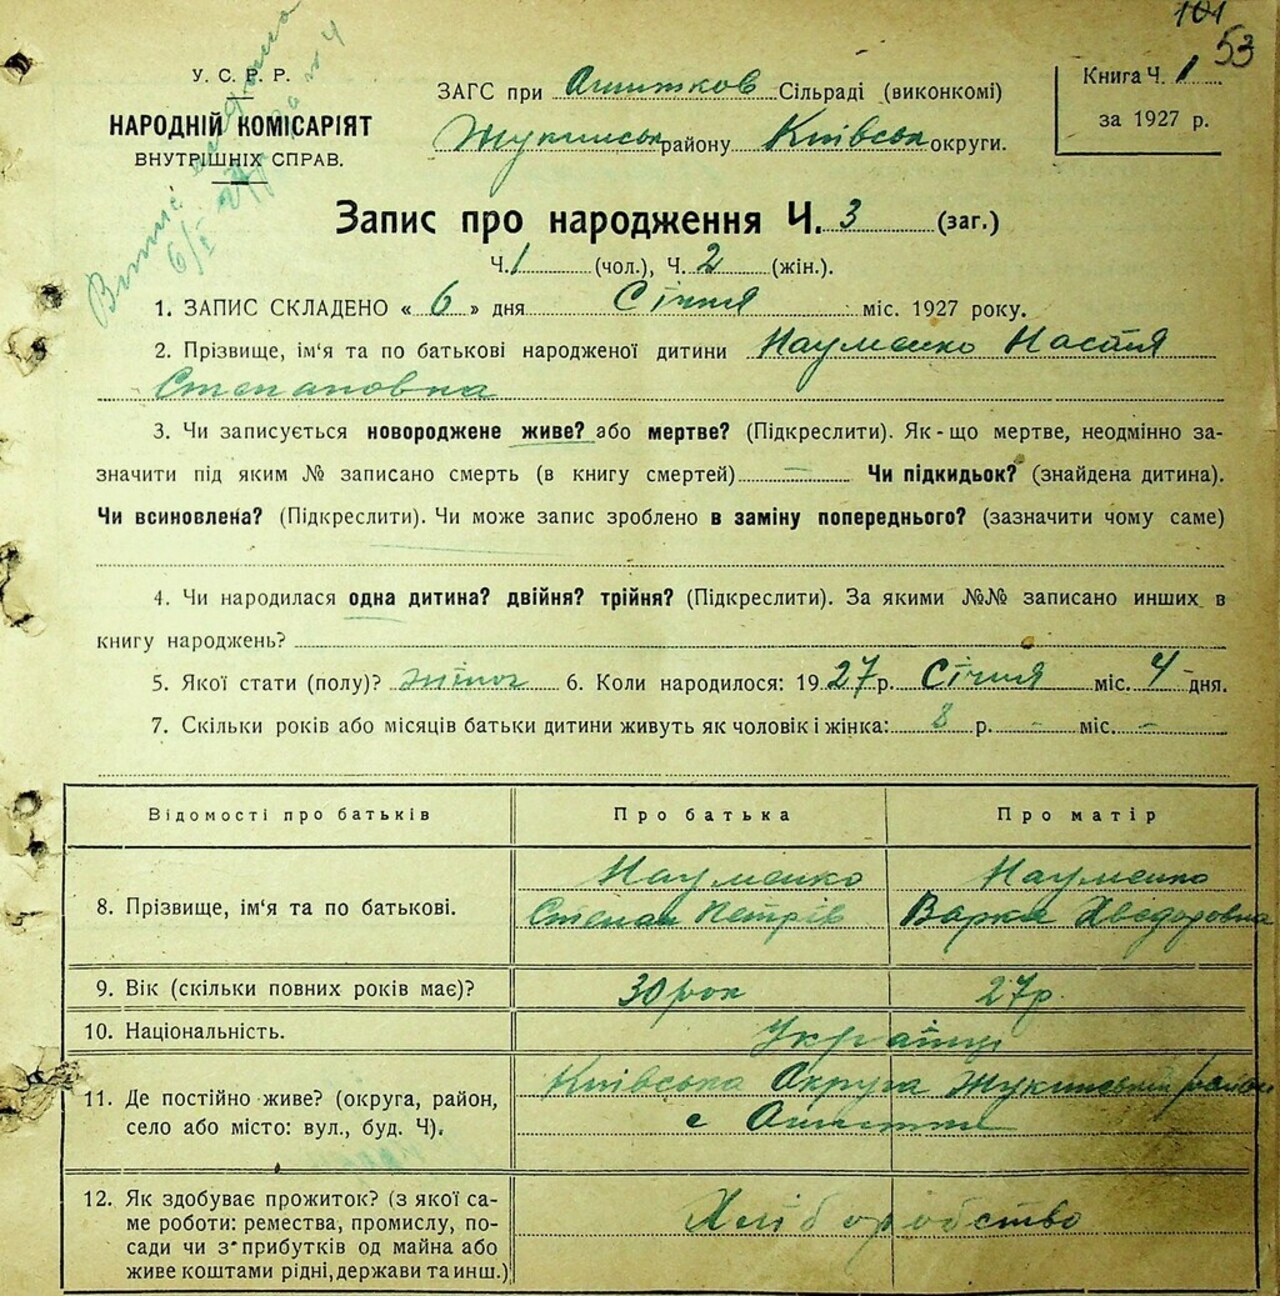 101
53
У. С. Р. Р.
НАРОДНІЙ КОМІСАРІЯТ
ВНУТРІШНІХ СПРАВ.
ЗАГС при Ошитков Сільраді (виконкомі)
Жукинськ району Київськ округи.
Книга Ч. 1
за 1927 р.
Запис про народження Ч. 3 (заг.)
Ч. 1 (чол.), Ч. 2 (жін.).
1. ЗАПИС СКЛАДЕНО « 6 » дня Січня міс. 1927 року.
2. Прізвище, ім'я та по батькові народженої дитини Науменко Настя
Степановна
3. Чи записується новороджене живе? або мертве? (Підкреслити). Як-що мертве, неодмінно за-
значити під яким № записано смерть (в книгу смертей) – Чи підкидьок? (знайдена дитина).
Чи всиновлена? (Підкреслити). Чи може запис зроблено в заміну попереднього? (зазначити чому саме)
4. Чи народилася одна дитина? двійня? трійня? (Підкреслити). За якими №№ записано инших в
книгу народжень?
5. Якої стати (полу)? жіноч 6. Коли народилося: 1927 р. Січня міс. 4 дня.
7. Скільки років або місяців батьки дитини живуть як чоловік і жінка: 8 р. – міс. –
Відомості про батьків Про батька Про матір
8. Прізвище, ім'я та по батькові. Науменко Степан Петрів Науменко Варка Хведоровна
9. Вік (скільки повних років має)? 30 рок 27 р.
10. Національність. Українці
11. Де постійно живе? (округа, район, село або місто: вул., буд. Ч). Київська Округа Жукинський район
с Ошитки
12. Як здобуває прожиток? (з якої са-
ме роботи: ремества, промислу, по-
сади чи з прибутків од майна або
живе коштами рідні, держави та инш.) Хліборобство